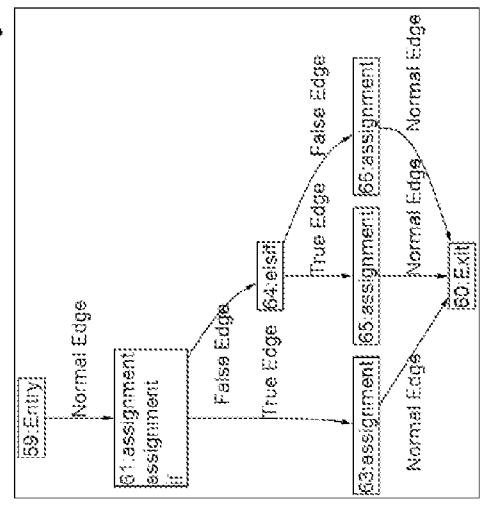 59:Entry
Normal Edge
61:assignment
assignment
if
False Edge
True Edge
64:elsif
True Edge
False Edge
63:assignment
65:assignment
66:assignment
Normal Edge
Normal Edge
Normal Edge
60:Exit